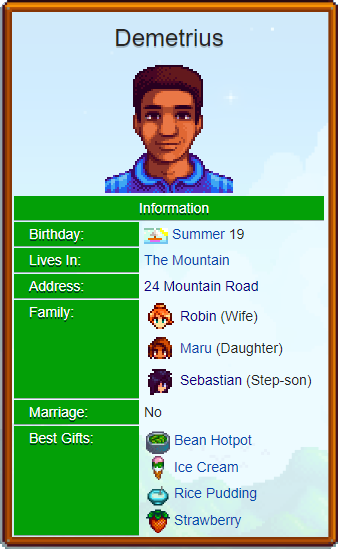 Demetrius
Information
Birthday: Summer 19
Lives In: The Mountain
Address: 24 Mountain Road
Family: Robin (Wife)
Maru (Daughter)
Sebastian (Step-son)
Marriage: No
Best Gifts: Bean Hotpot
Ice Cream
Rice Pudding
Strawberry